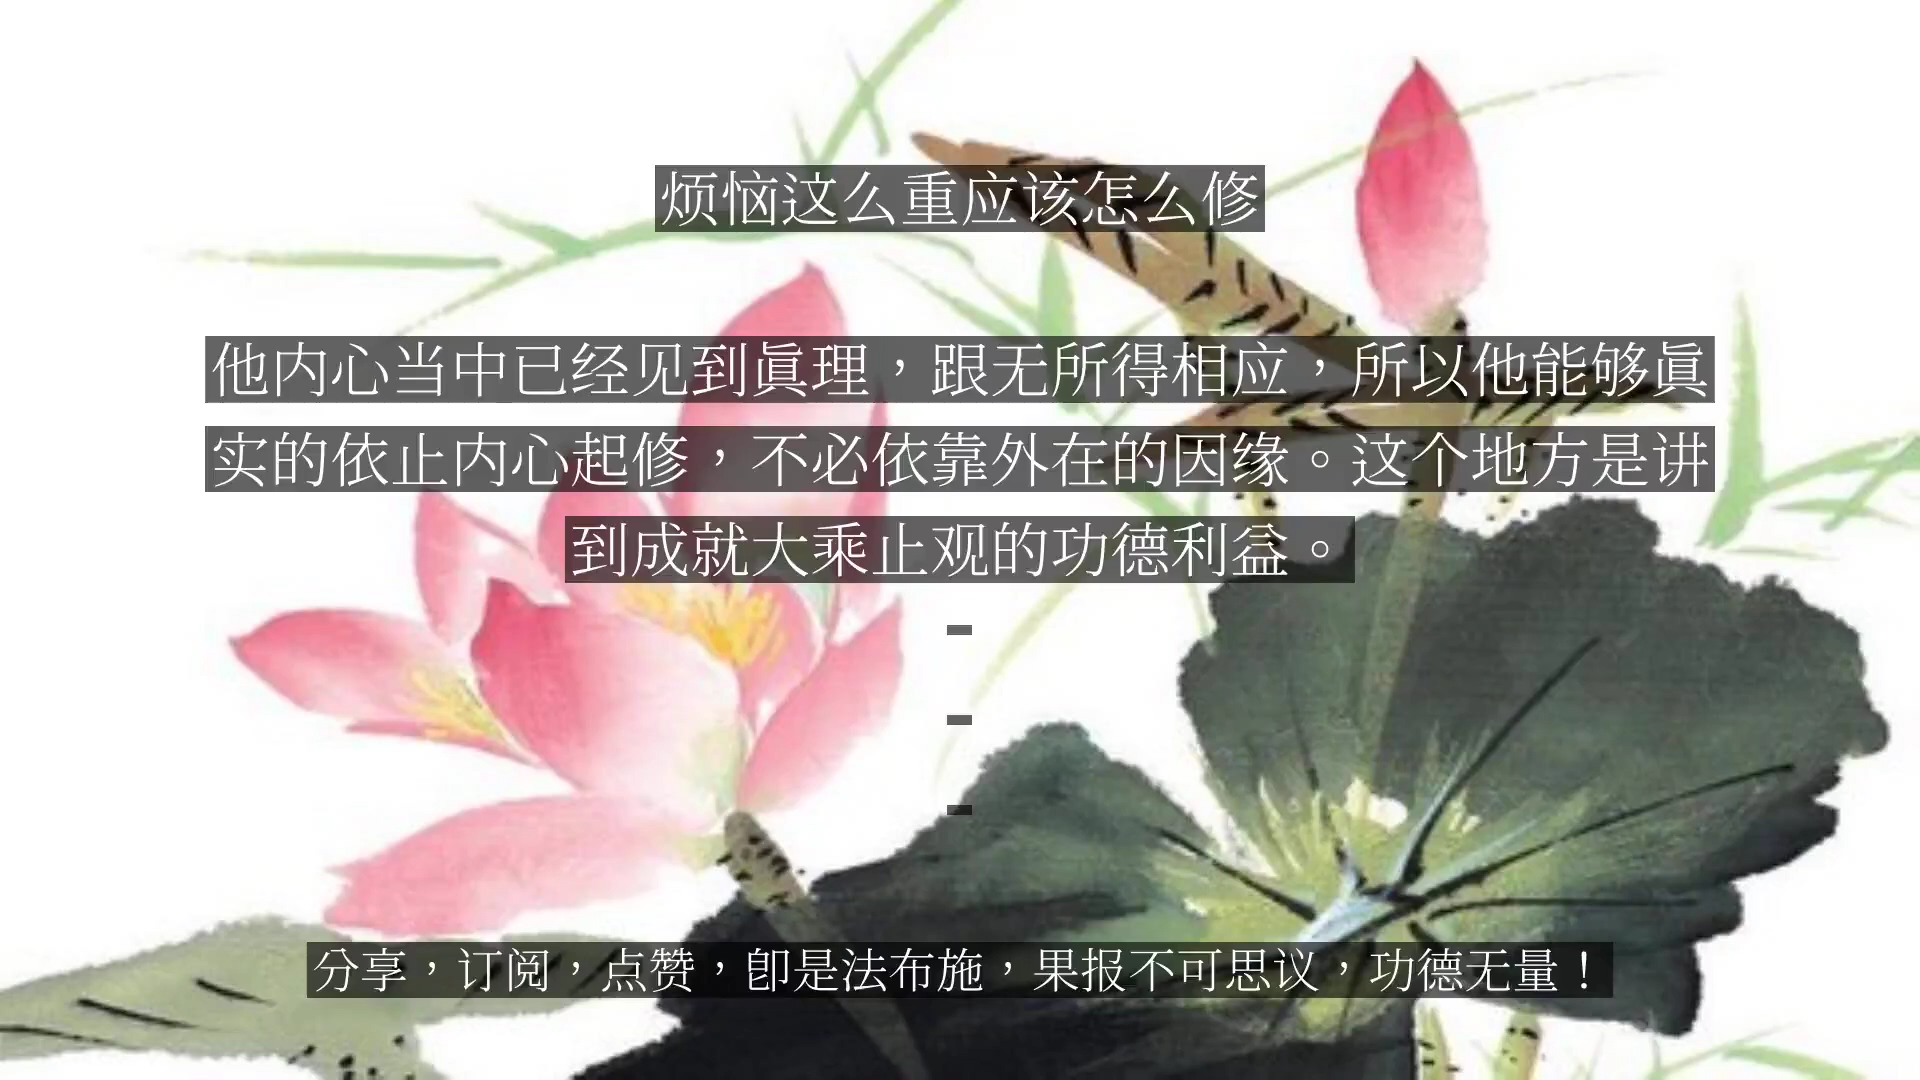 烦恼这么重应该怎么修
他内心当中已经见到眞理，跟无所得相应，所以他能够眞
实的依止内心起修，不必依靠外在的因缘。这个地方是讲
到成就大乘止观的功德利益。
-
-
-
分享，订阅，点赞，卽是法布施，果报不可思议，功德无量！